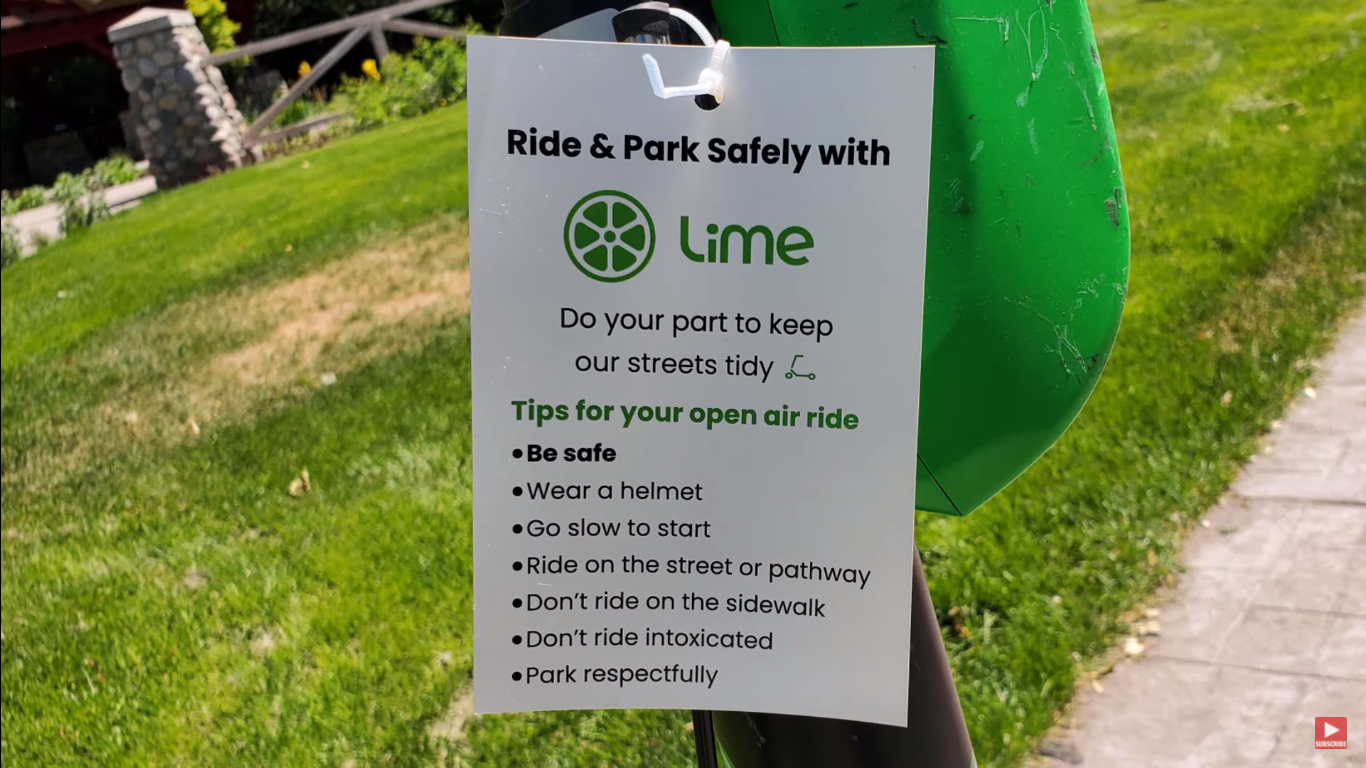 Ride & Park Safely with
Lime
Do your part to keep
our streets tidy
Tips for your open air ride
•Be safe
•Wear a helmet
•Go slow to start
•Ride on the street or pathway
•Don't ride on the sidewalk
•Don't ride intoxicated
•Park respectfully
SUBSCRIBE